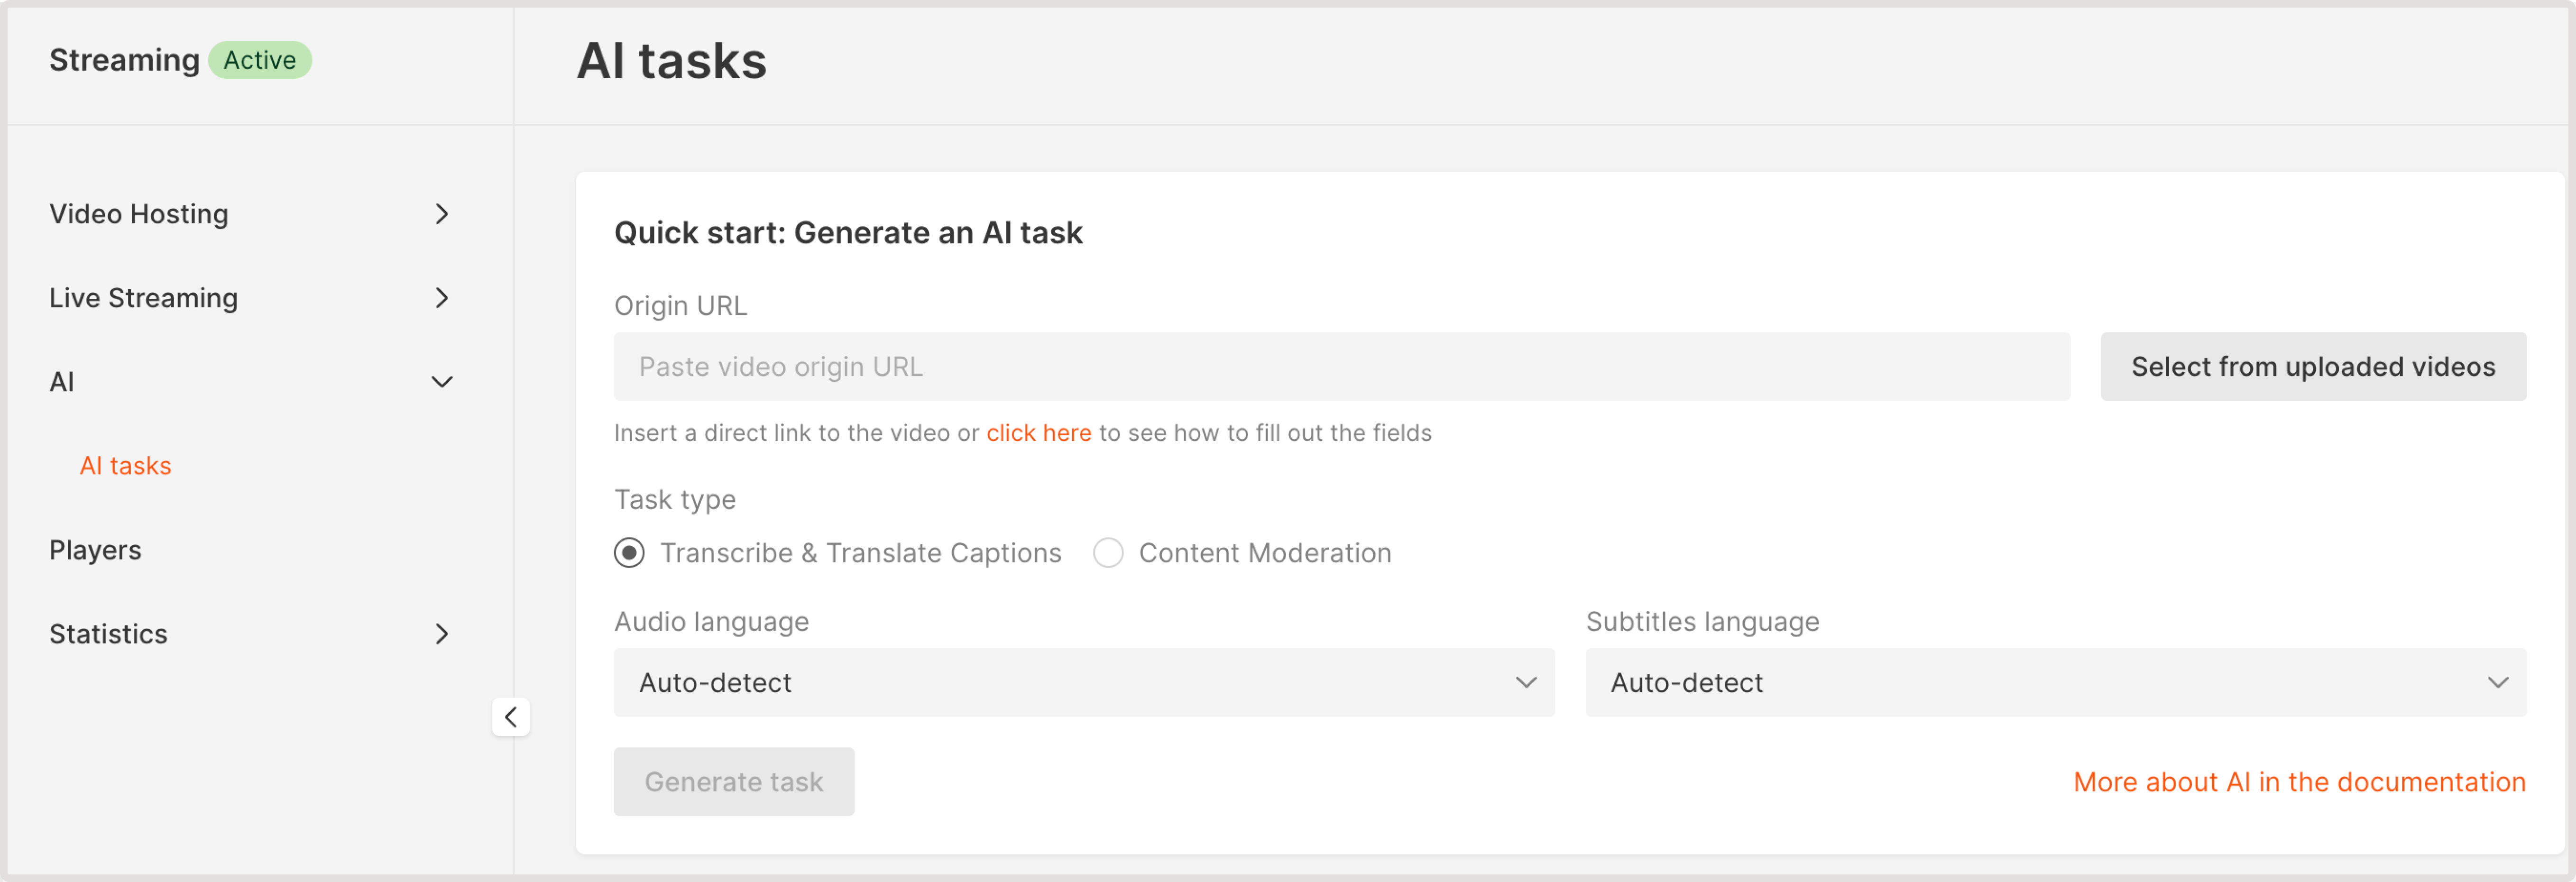 Streaming Active
AI tasks
Video Hosting
Live Streaming
AI
AI tasks
Players
Statistics
Quick start: Generate an AI task
Origin URL
Paste video origin URL
Select from uploaded videos
Insert a direct link to the video or click here to see how to fill out the fields
Task type
Transcribe & Translate Captions Content Moderation
Audio language Subtitles language
Auto-detect Auto-detect
Generate task More about AI in the documentation